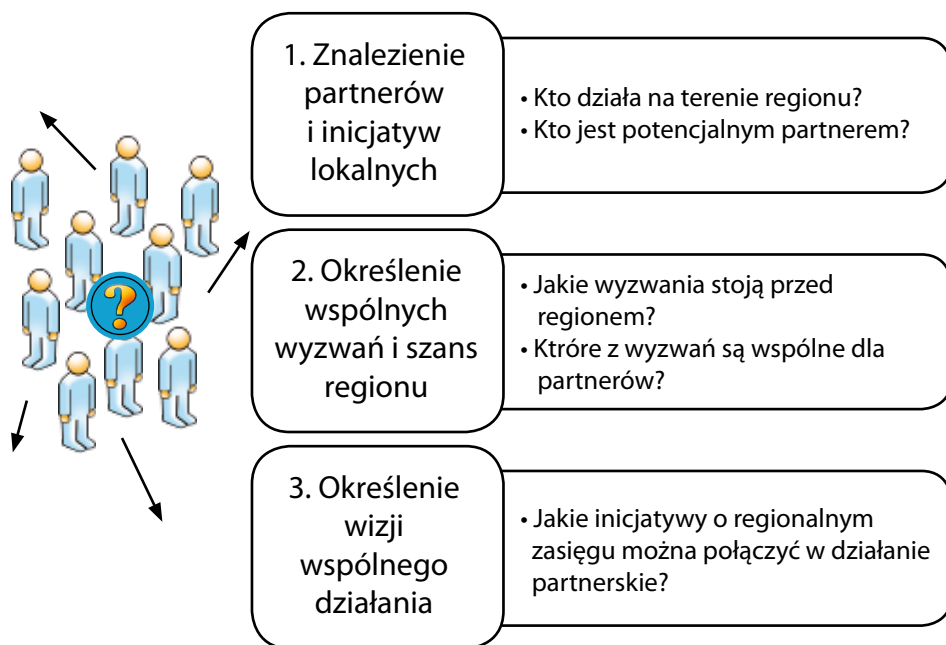 1. Znalezienie
partnerów
i inicjatyw
lokalnych
• Kto działa na terenie regionu?
• Kto jest potencjalnym partnerem?
?
2. Określenie
wspólnych
wyzwań i szans
regionu
• Jakie wyzwania stoją przed
regionem?
• Któróre z wyzwań są wspólne dla
partnerów?
3. Określenie
wizji
wspólnego
działania
• Jakie inicjatywy o regionalnym
zasięgu można połączyć w działanie
partnerskie?